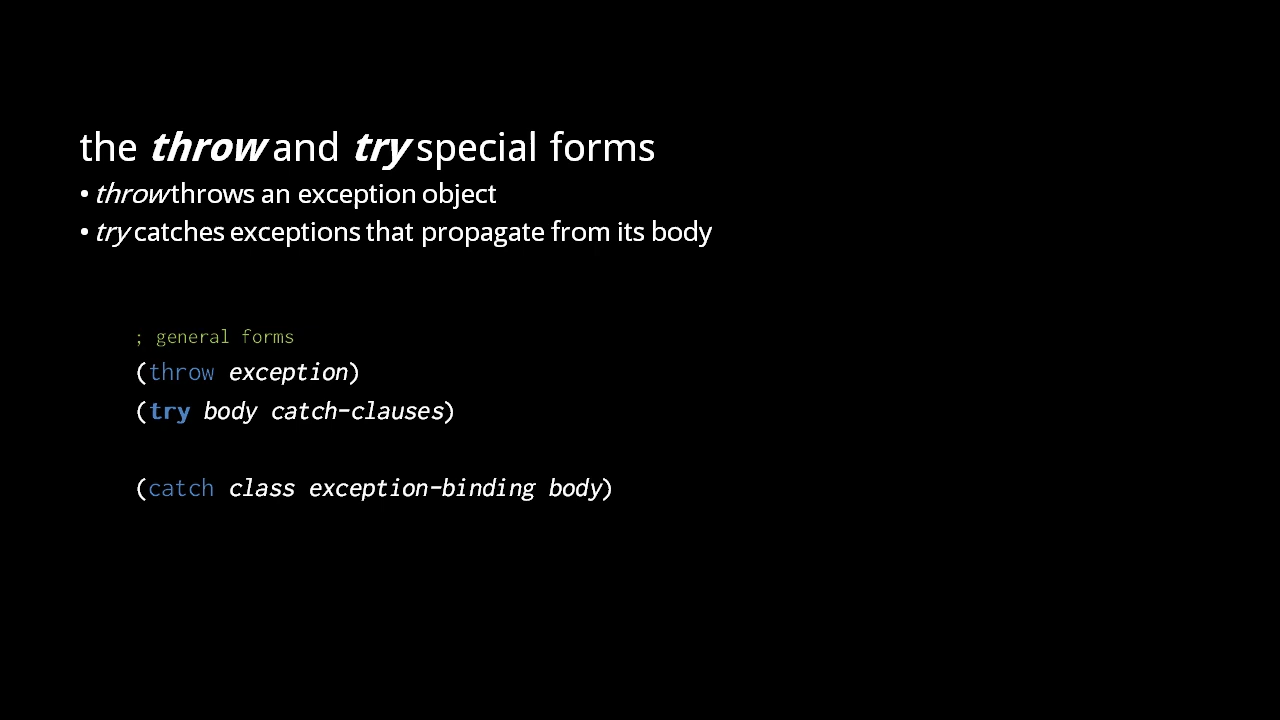 the throw and try special forms
• throw throws an exception object
• try catches exceptions that propagate from its body
; general forms
(throw exception)
(try body catch-clauses)
(catch class exception-binding body)